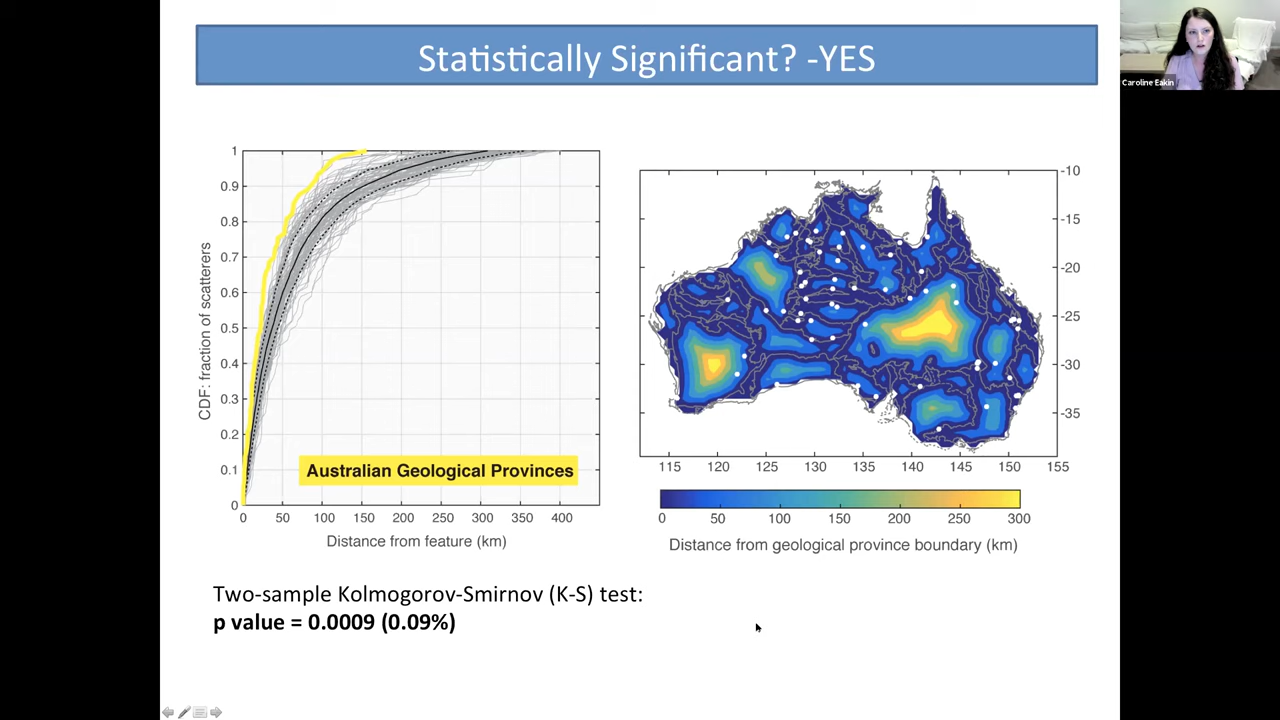 Statistically Significant? -YES
Caroline Eakin
CDF: fraction of scatterers
1
0.9
0.8
0.7
0.6
0.5
0.4
0.3
0.2
0.1
0
Australian Geological Provinces
0 50 100 150 200 250 300 350 400
Distance from feature (km)
-10
-15
-20
-25
-30
-35
115 120 125 130 135 140 145 150 155
0 50 100 150 200 250 300
Distance from geological province boundary (km)
Two-sample Kolmogorov-Smirnov (K-S) test:
p value = 0.0009 (0.09%)